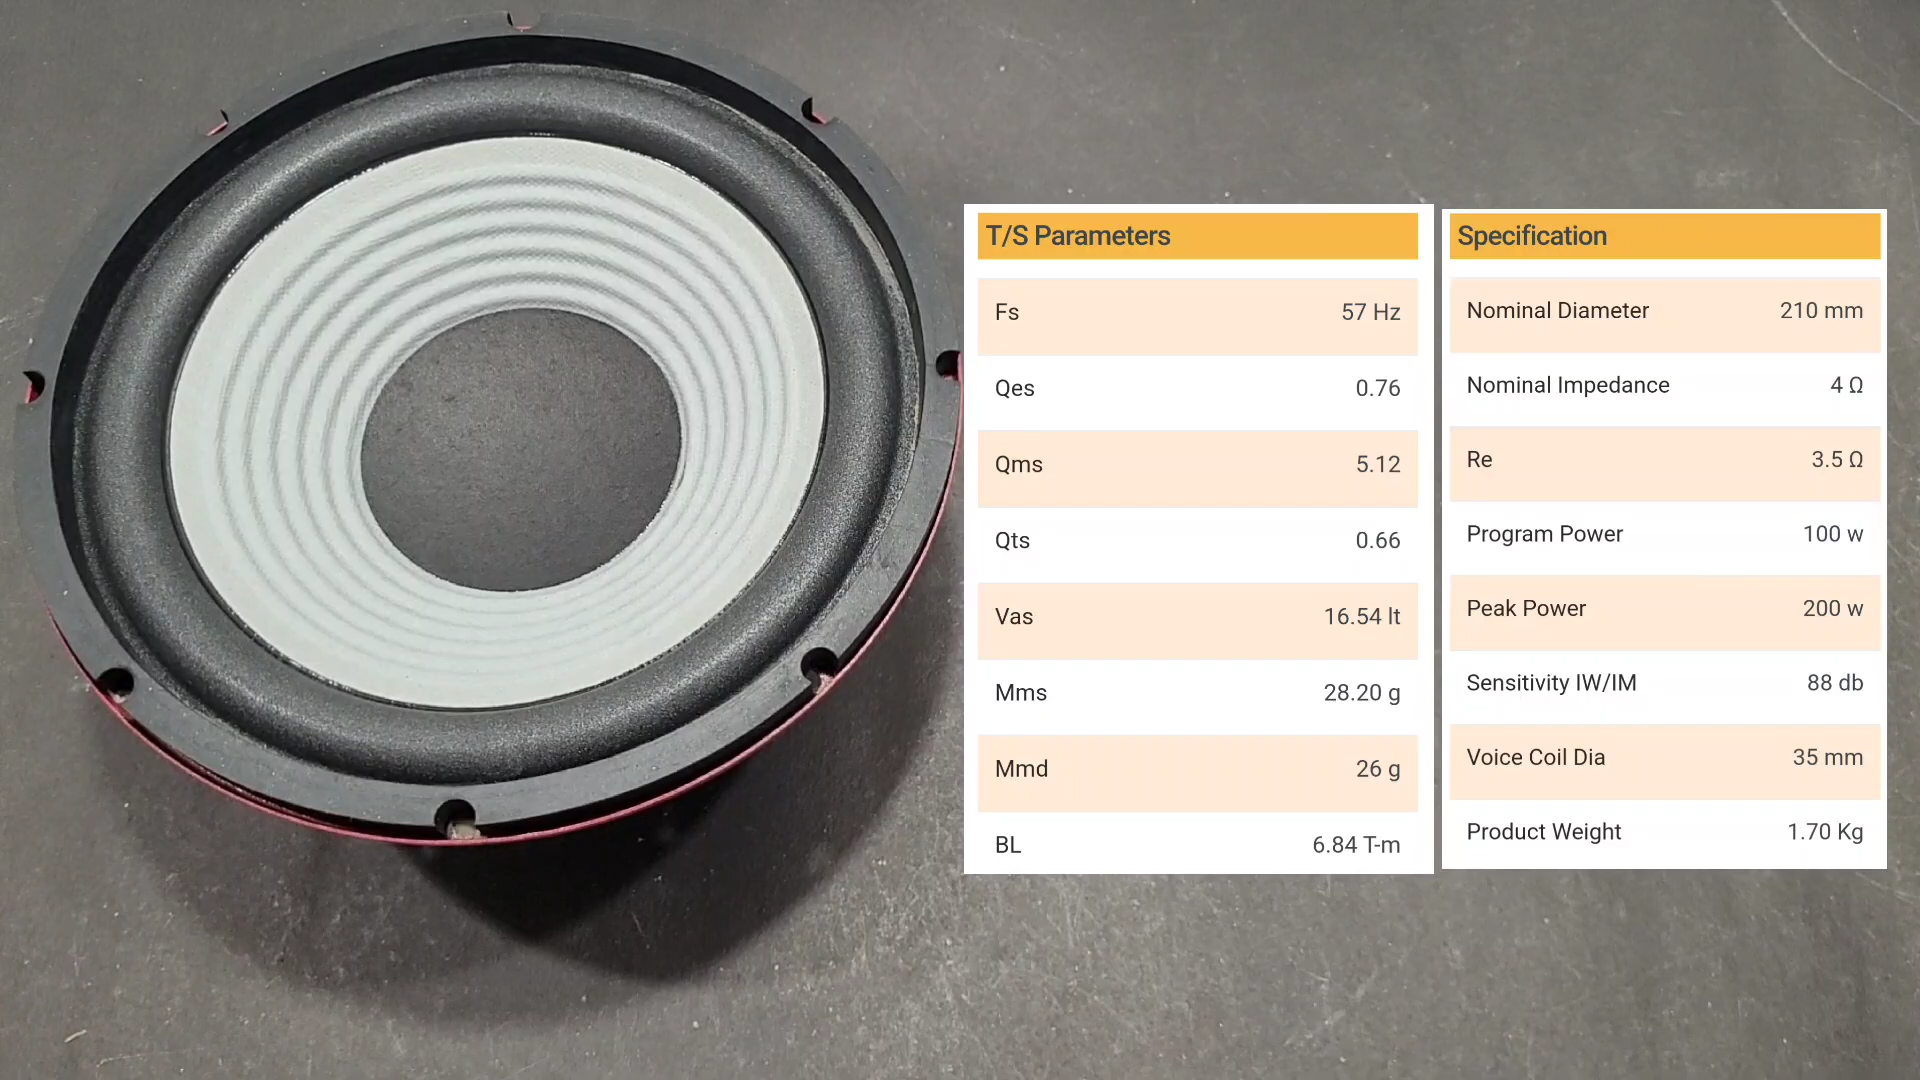 T/S Parameters
Fs 57 Hz
Qes 0.76
Qms 5.12
Qts 0.66
Vas 16.54 lt
Mms 28.20 g
Mmd 26 g
BL 6.84 T-m
Specification
Nominal Diameter 210 mm
Nominal Impedance 4 Ω
Re 3.5 Ω
Program Power 100 w
Peak Power 200 w
Sensitivity IW/IM 88 db
Voice Coil Dia 35 mm
Product Weight 1.70 Kg